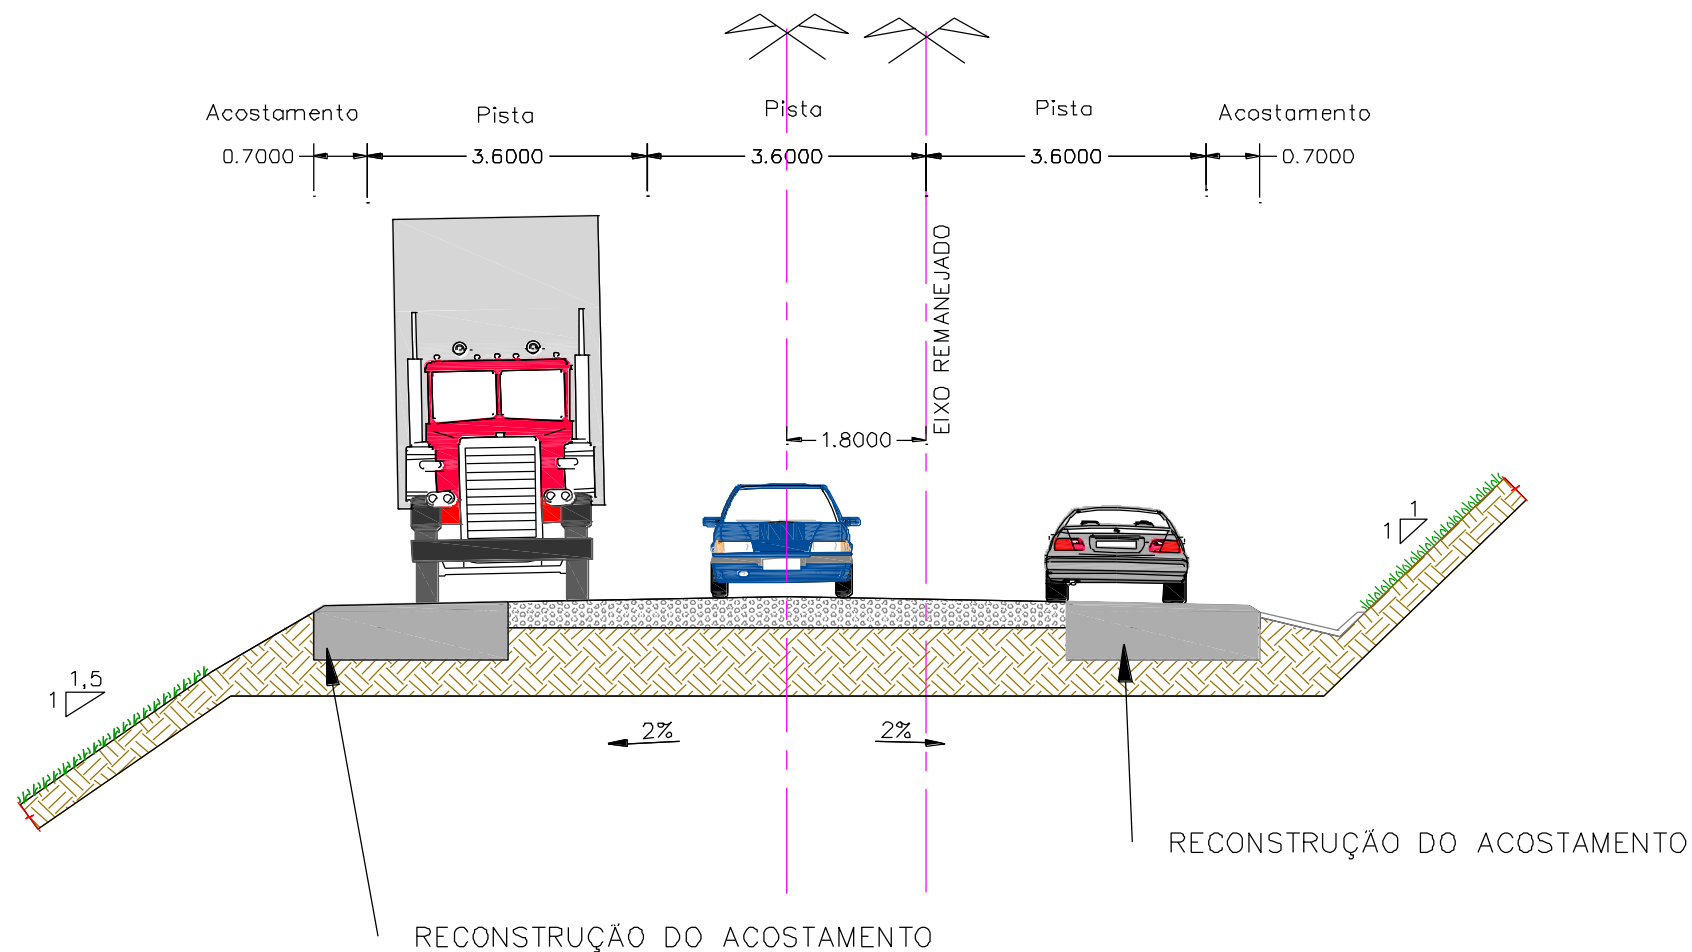 Acostamento
Pista
Pista
Pista
Acostamento
0.7000
3.6000
3.6000
3.6000
0.7000
EIXO REMANEJADO
1.8000
1
1
1,5
1
2%
2%
RECONSTRUÇÃO DO ACOSTAMENTO
RECONSTRUÇÃO DO ACOSTAMENTO